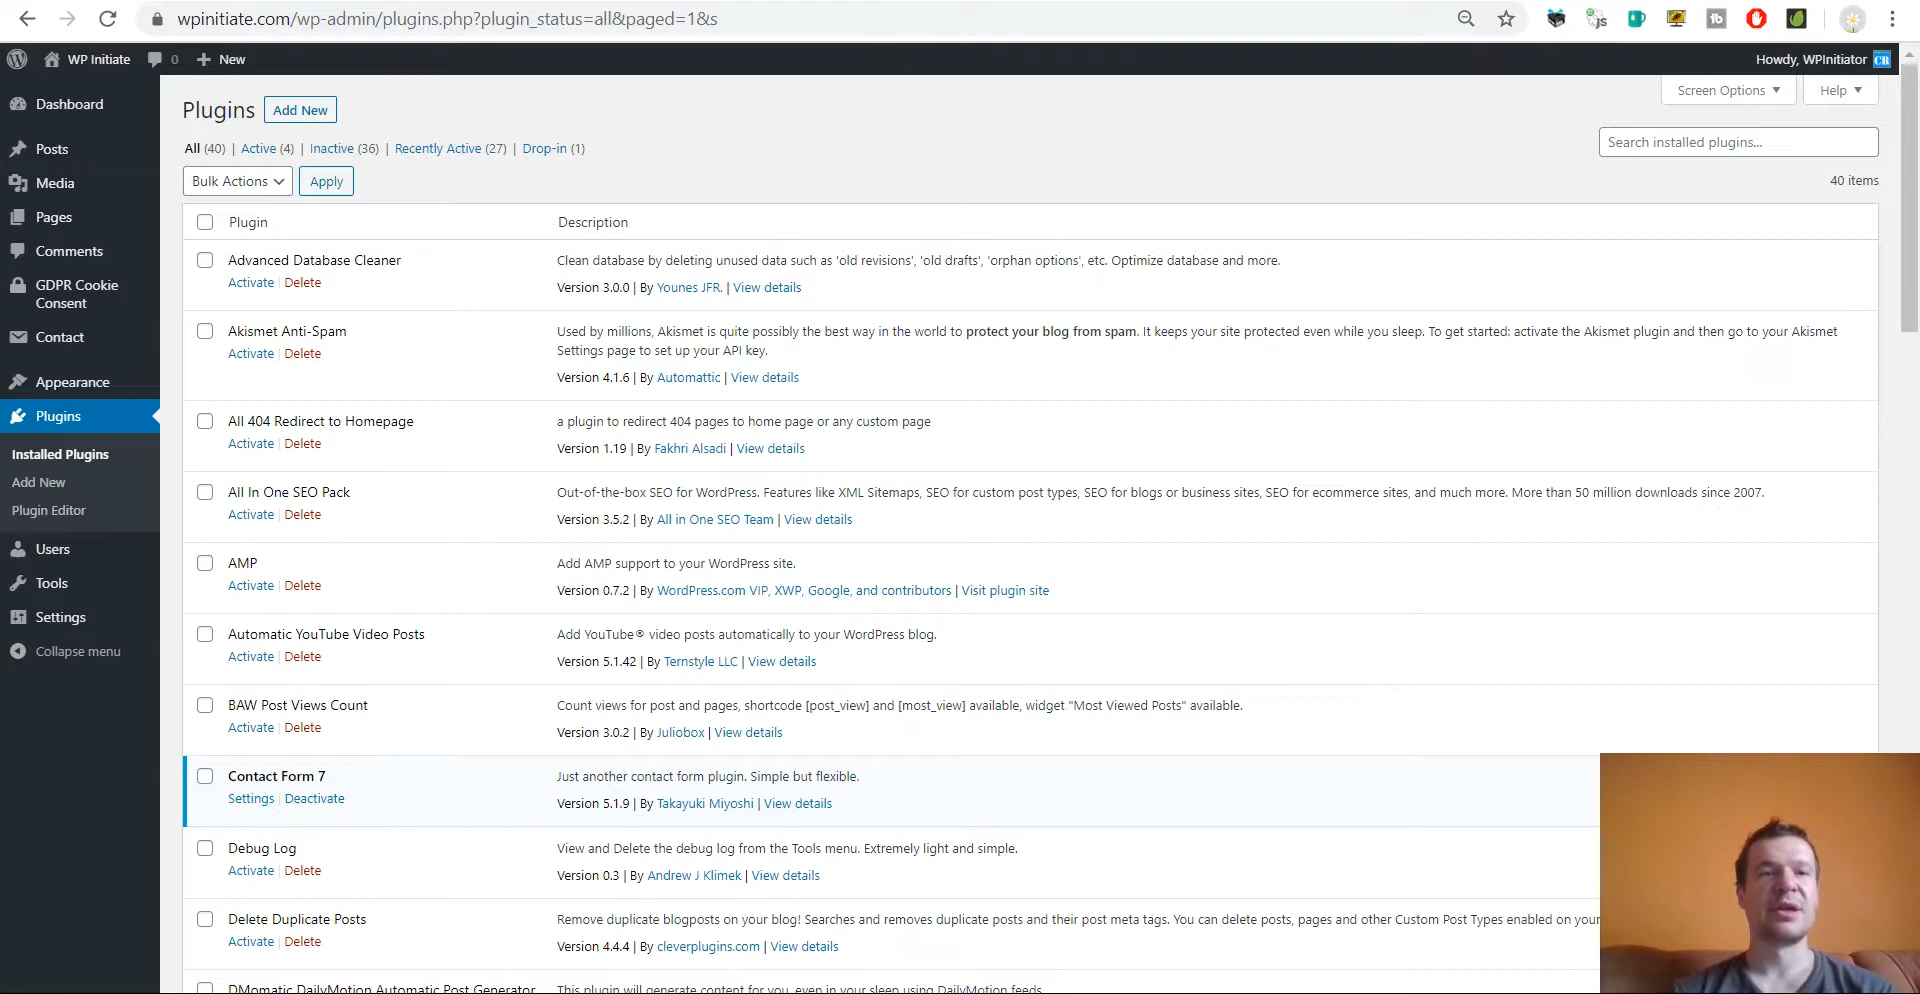 wpinitiate.com/wp-admin/plugins.php?plugin_status=all&paged=1&s
WP Initiate 0 New
Howdy, WPInitiator CR
Dashboard
Posts
Media
Pages
Comments
GDPR Cookie
Consent
Contact
Appearance
Plugins
Installed Plugins
Add New
Plugin Editor
Users
Tools
Settings
Collapse menu
Screen Options
Help
Plugins Add New
All (40) | Active (4) | Inactive (36) | Recently Active (27) | Drop-in (1)
Search installed plugins...
Bulk Actions Apply
40 items
Plugin Description
Advanced Database Cleaner
Activate | Delete
Clean database by deleting unused data such as 'old revisions', 'old drafts', 'orphan options', etc. Optimize database and more.
Version 3.0.0 | By Younes JFR. | View details
Akismet Anti-Spam
Activate | Delete
Used by millions, Akismet is quite possibly the best way in the world to protect your blog from spam. It keeps your site protected even while you sleep. To get started: activate the Akismet plugin and then go to your Akismet
Settings page to set up your API key.
Version 4.1.6 | By Automattic | View details
All 404 Redirect to Homepage
Activate | Delete
a plugin to redirect 404 pages to home page or any custom page
Version 1.19 | By Fakhri Alsadi | View details
All In One SEO Pack
Activate | Delete
Out-of-the-box SEO for WordPress. Features like XML Sitemaps, SEO for custom post types, SEO for blogs or business sites, SEO for ecommerce sites, and much more. More than 50 million downloads since 2007.
Version 3.5.2 | By All in One SEO Team | View details
AMP
Activate | Delete
Add AMP support to your WordPress site.
Version 0.7.2 | By WordPress.com VIP, XWP, Google, and contributors | Visit plugin site
Automatic YouTube Video Posts
Activate | Delete
Add YouTube® video posts automatically to your WordPress blog.
Version 5.1.42 | By Ternstyle LLC | View details
BAW Post Views Count
Activate | Delete
Count views for post and pages, shortcode [post_view] and [most_view] available, widget "Most Viewed Posts" available.
Version 3.0.2 | By Juliobox | View details
Contact Form 7
Settings | Deactivate
Just another contact form plugin. Simple but flexible.
Version 5.1.9 | By Takayuki Miyoshi | View details
Debug Log
Activate | Delete
View and Delete the debug log from the Tools menu. Extremely light and simple.
Version 0.3 | By Andrew J Klimek | View details
Delete Duplicate Posts
Activate | Delete
Remove duplicate blogposts on your blog! Searches and removes duplicate posts and their post meta tags. You can delete posts, pages and other Custom Post Types enabled on your
Version 4.4.4 | By cleverplugins.com | View details
DMomatic DailyMotion Automatic Post Generator
This plugin will generate content for you, even in your sleep using DailyMotion feeds.